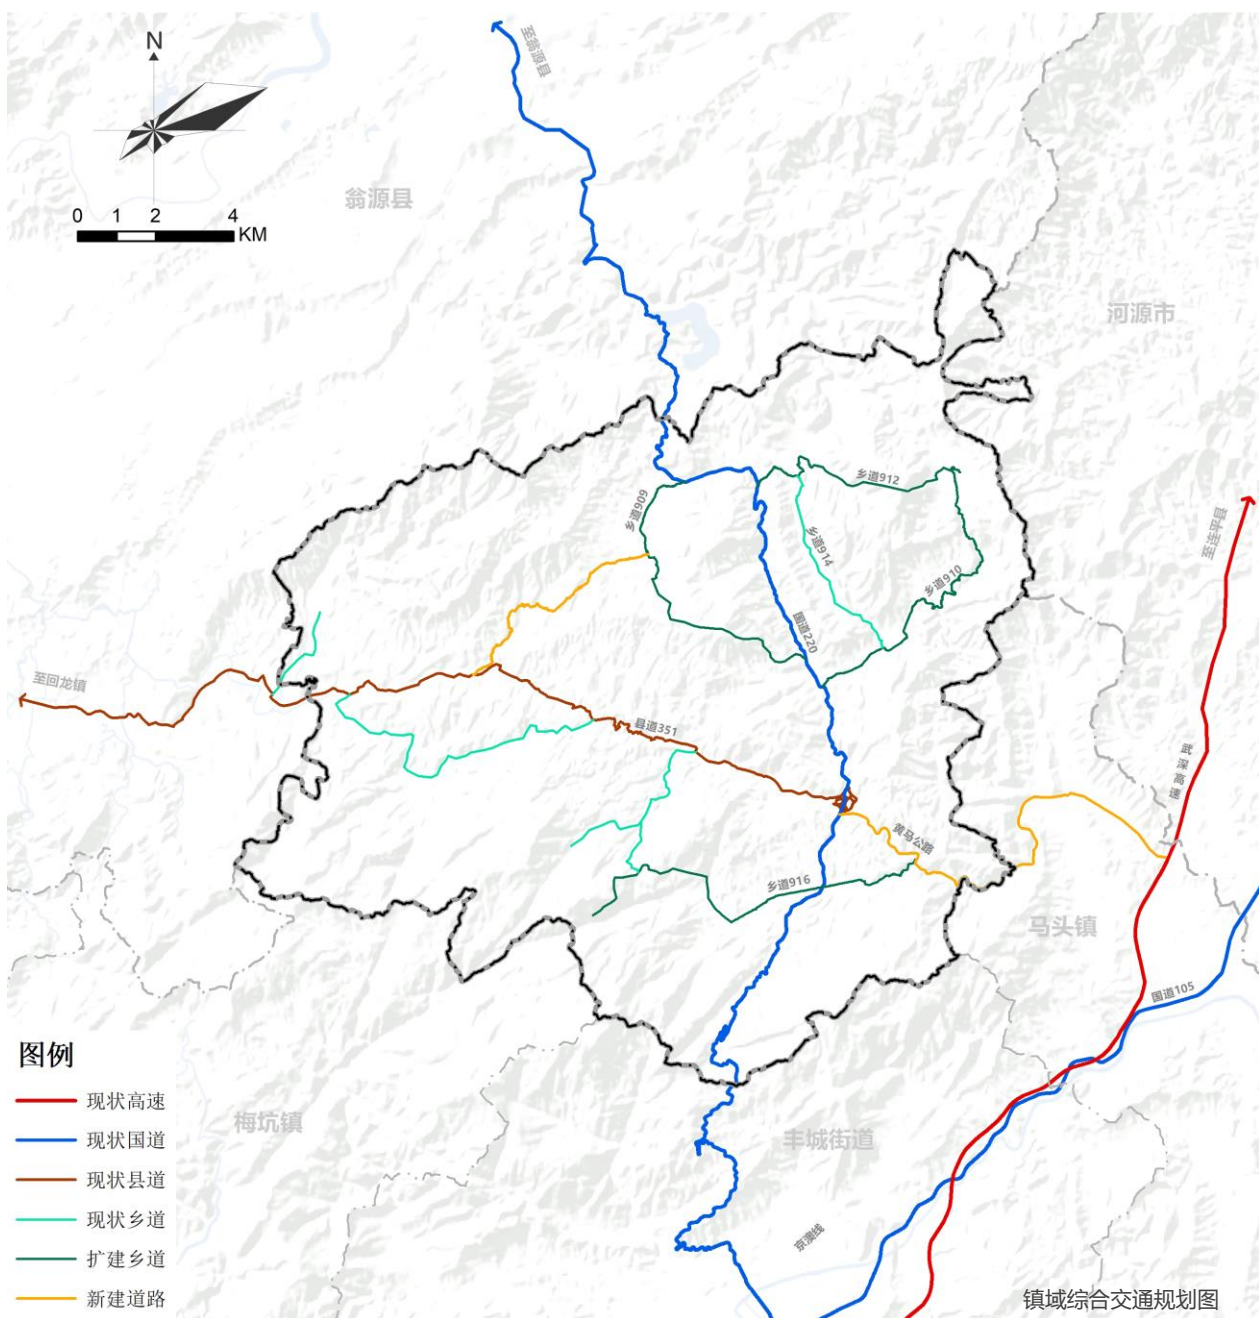 至翁源县
N
翁源县
0 1 2 4
KM
河源市
乡道912
乡道909
至连平县
乡道914
乡道910
国道220
至回龙镇
县道351
武深高速
黄马公路
乡道916
马头镇
国道105
图例
现状高速
现状国道
梅坑镇
丰城街道
现状县道
现状乡道
京澳线
扩建乡道
新建道路
镇域综合交通规划图